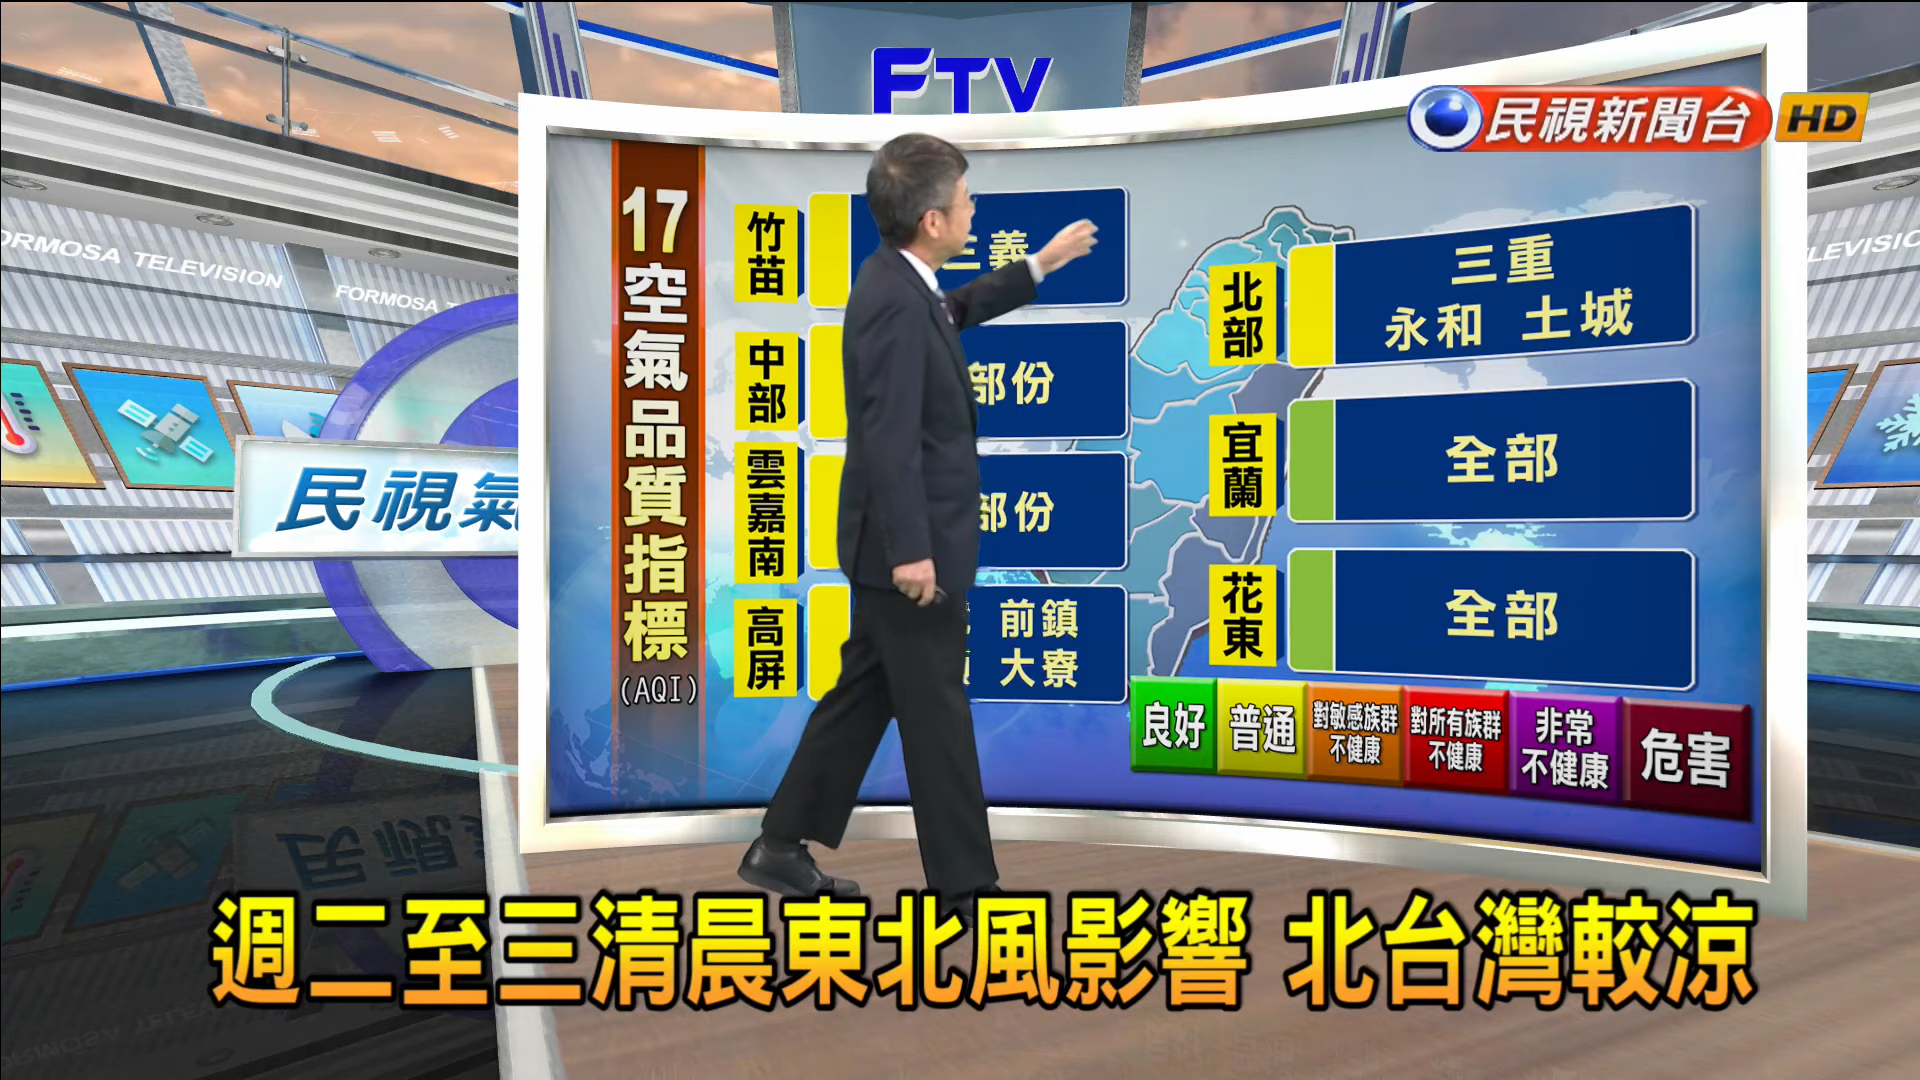 FTV
民視新聞台 HD
FORMOSA TELEVISION
FORMOSA
民視氣
17空氣品質指標
(AQI)
竹苗
三義
中部
部份
雲嘉南
部份
高屏
前鎮
大寮
北部
三重
永和 土城
宜蘭
全部
花東
全部
良好
普通
對敏感族群
不健康
對所有族群
不健康
非常
不健康
危害
週二至三清晨東北風影響 北台灣較涼